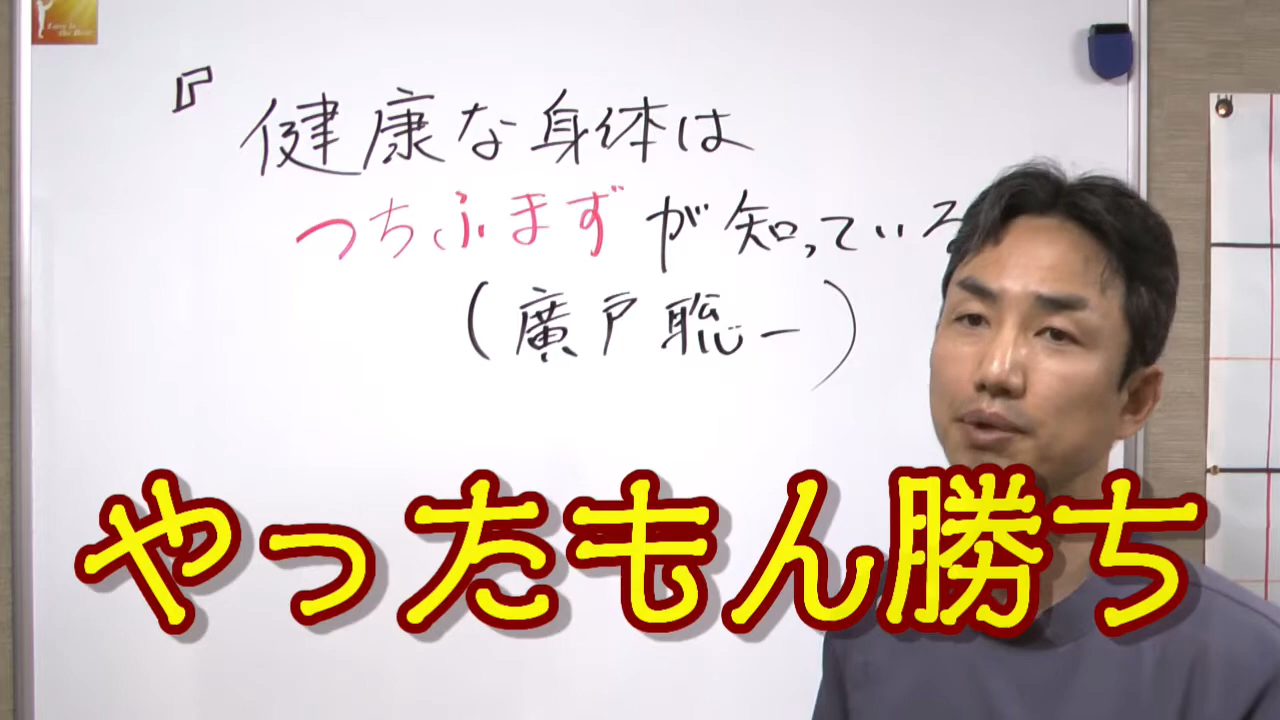 『健康な身体は
つちふまずが知っている
(廣戸聡一)
やったもん勝ち